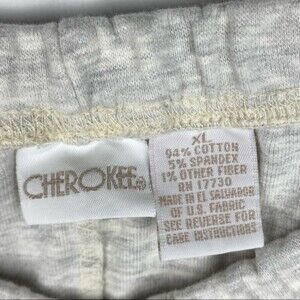 CHEROKEE®
XL
94% COTTON
5% SPANDEX
1% OTHER FIBER
RN 17730
MADE IN EL SALVADOR
OF U.S. FABRIC
SEE REVERSE FOR
CARE INSTRUCTIONS